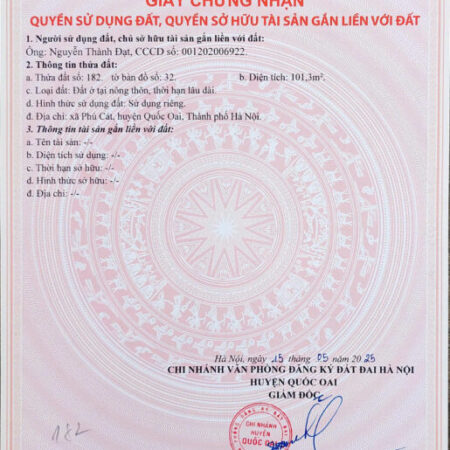 GIẤY CHỨNG NHẬN
QUYỀN SỬ DỤNG ĐẤT, QUYỀN SỞ HỮU TÀI SẢN GẮN LIỀN VỚI ĐẤT
1. Người sử dụng đất, chủ sở hữu tài sản gắn liền với đất:
Ông: Nguyễn Thành Đạt, CCCD số: 001202006922.
2. Thông tin thửa đất:
a. Thửa đất số: 182. tờ bản đồ số: 32. b. Diện tích: 101,3m².
c. Loại đất: Đất ở tại nông thôn, thời hạn lâu dài.
d. Hình thức sử dụng đất: Sử dụng riêng.
đ. Địa chỉ: xã Phú Cát, huyện Quốc Oai, Thành phố Hà Nội.
3. Thông tin tài sản gắn liền với đất:
a. Tên tài sản: -/-
b. Diện tích sử dụng: -/-
c. Thời hạn sở hữu: -/-
d. Hình thức sở hữu: -/-
đ. Địa chỉ: -/-
Hà Nội, ngày 15 tháng 05 năm 2025
CHI NHÁNH VĂN PHÒNG ĐĂNG KÝ ĐẤT ĐAI HÀ NỘI
HUYỆN QUỐC OAI
GIÁM ĐỐC
CHI NHÁNH
HUYỆN
QUỐC OAI
182